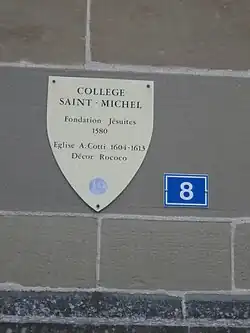 COLLEGE
SAINT - MICHEL
Fondation Jésuites
1580
Eglise A. Cotti 1604-1613
Décor Rococo
8